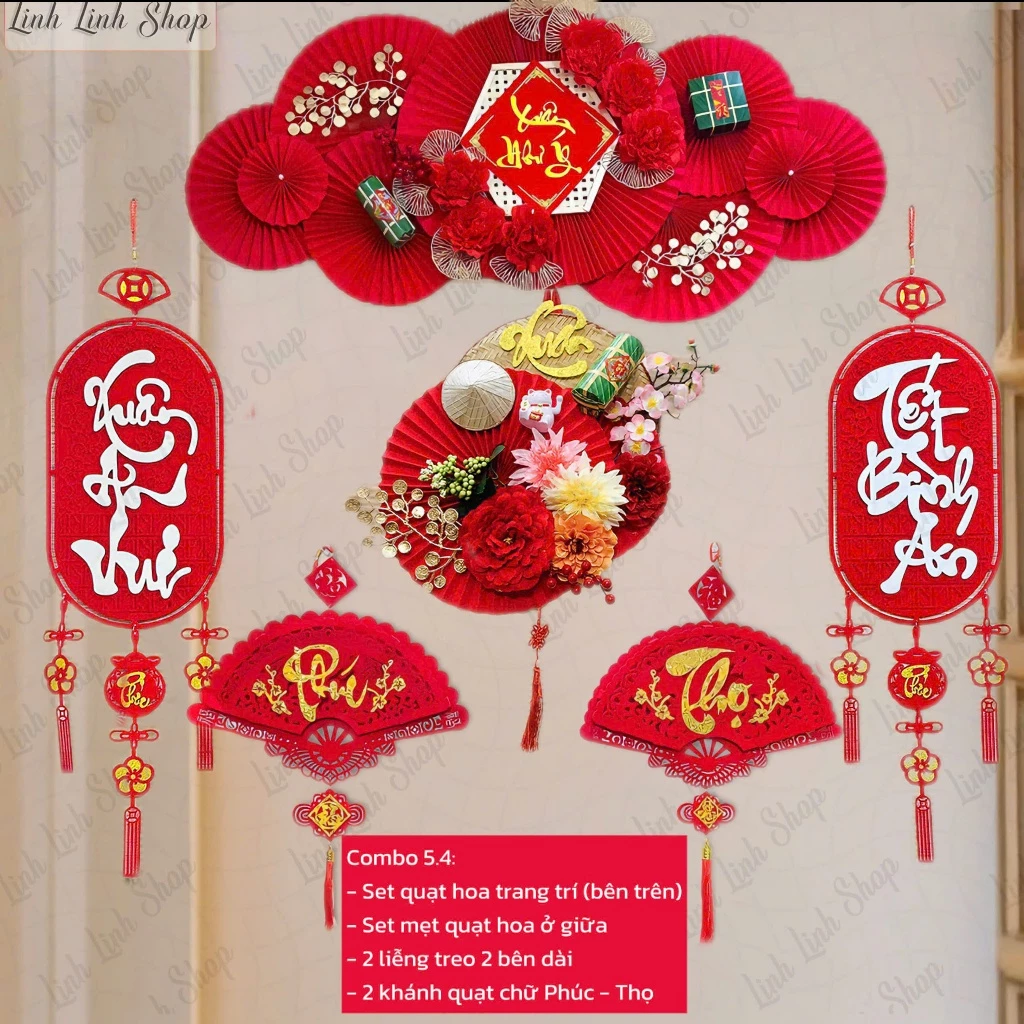 Linh Linh Shop
Xuân
Như Ý
Xuân
Xuân
An
Vui
Tết
Bình
An
Phúc
Thọ
Phúc
Phúc
Combo 5.4:
- Set quạt hoa trang trí (bên trên)
- Set mẹt quạt hoa ở giữa
- 2 liễng treo 2 bên dài
- 2 khánh quạt chữ Phúc - Thọ